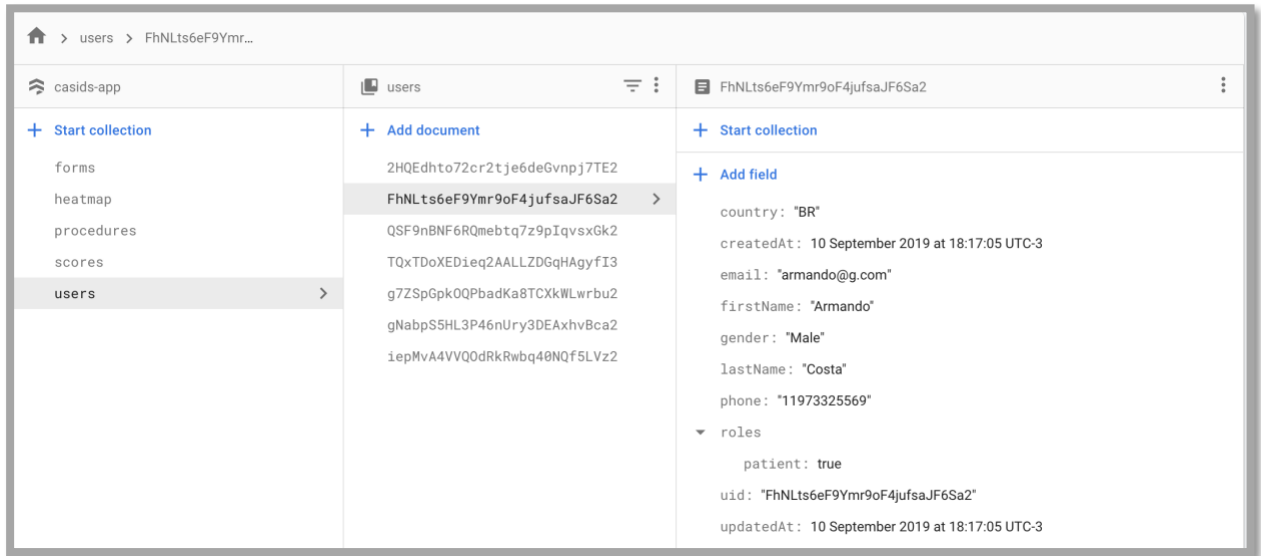 users > FhNLts6eF9Ymr…
casids-app
+ Start collection
forms
heatmap
procedures
scores
users >
users
+ Add document
2HQEdhto72cr2tje6deGvnpj7TE2
FhNLts6eF9Ymr9oF4jufsaJF6Sa2 >
QSF9nBNF6RQmebtq7z9pIqvsxGk2
TQxTDoXEDieq2AALLZDGqHAgyfI3
g7ZSpGpkOQPbadKa8TCXkWLwrbu2
gNabpS5HL3P46nUry3DEAxhvBca2
iepMvA4VVQOdRkRwbq40NQf5LVz2
FhNLts6eF9Ymr9oF4jufsaJF6Sa2
+ Start collection
+ Add field
country: "BR"
createdAt: 10 September 2019 at 18:17:05 UTC-3
email: "armando@g.com"
firstName: "Armando"
gender: "Male"
lastName: "Costa"
phone: "11973325569"
roles
patient: true
uid: "FhNLts6eF9Ymr9oF4jufsaJF6Sa2"
updatedAt: 10 September 2019 at 18:17:05 UTC-3